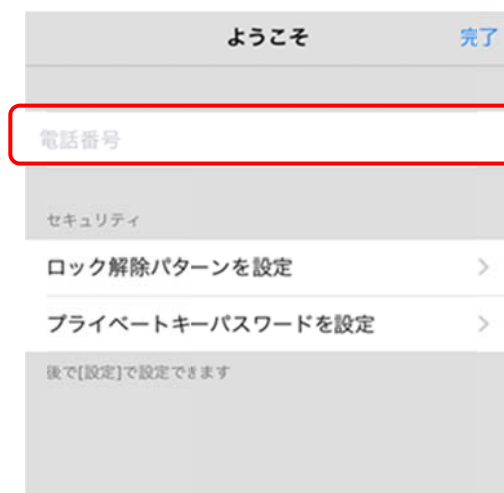 ようこそ 完了
電話番号
セキュリティ
ロック解除パターンを設定
プライベートキーパスワードを設定
後で[設定]で設定できます